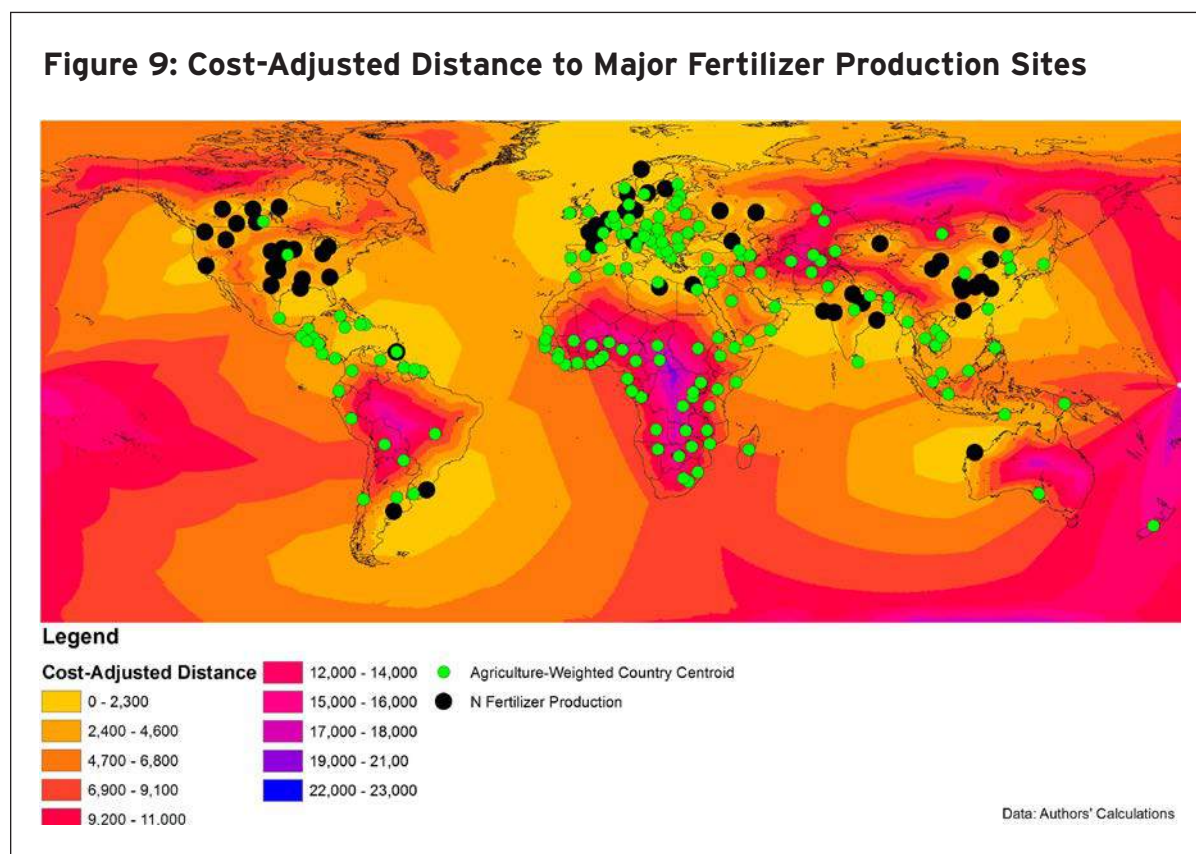 Figure 9: Cost-Adjusted Distance to Major Fertilizer Production Sites
Legend
Cost-Adjusted Distance
0 - 2,300
2,400 - 4,600
4,700 - 6,800
6,900 - 9,100
9,200 - 11,000
12,000 - 14,000
15,000 - 16,000
17,000 - 18,000
19,000 - 21,00
22,000 - 23,000
Agriculture-Weighted Country Centroid
N Fertilizer Production
Data: Authors' Calculations